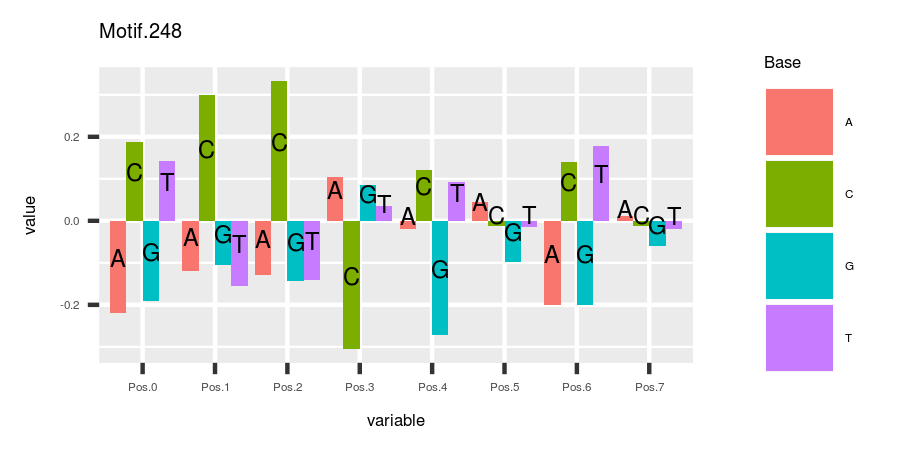 Motif.248
Base
A
C
G
T
value
0.2
0.0
-0.2
A C G T
A C G T
A C G T
A C G T
A C G T
A C G T
A C G T
A C G T
Pos.0 Pos.1 Pos.2 Pos.3 Pos.4 Pos.5 Pos.6 Pos.7
variable